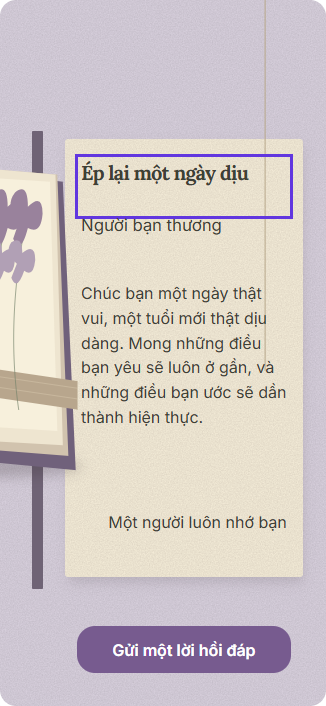 Ép lại một ngày dịu
Người bạn thương
Chúc bạn một ngày thật
vui, một tuổi mới thật dịu
dàng. Mong những điều
bạn yêu sẽ luôn ở gần, và
những điều bạn ước sẽ dần
thành hiện thực.
Một người luôn nhớ bạn
Gửi một lời hồi đáp